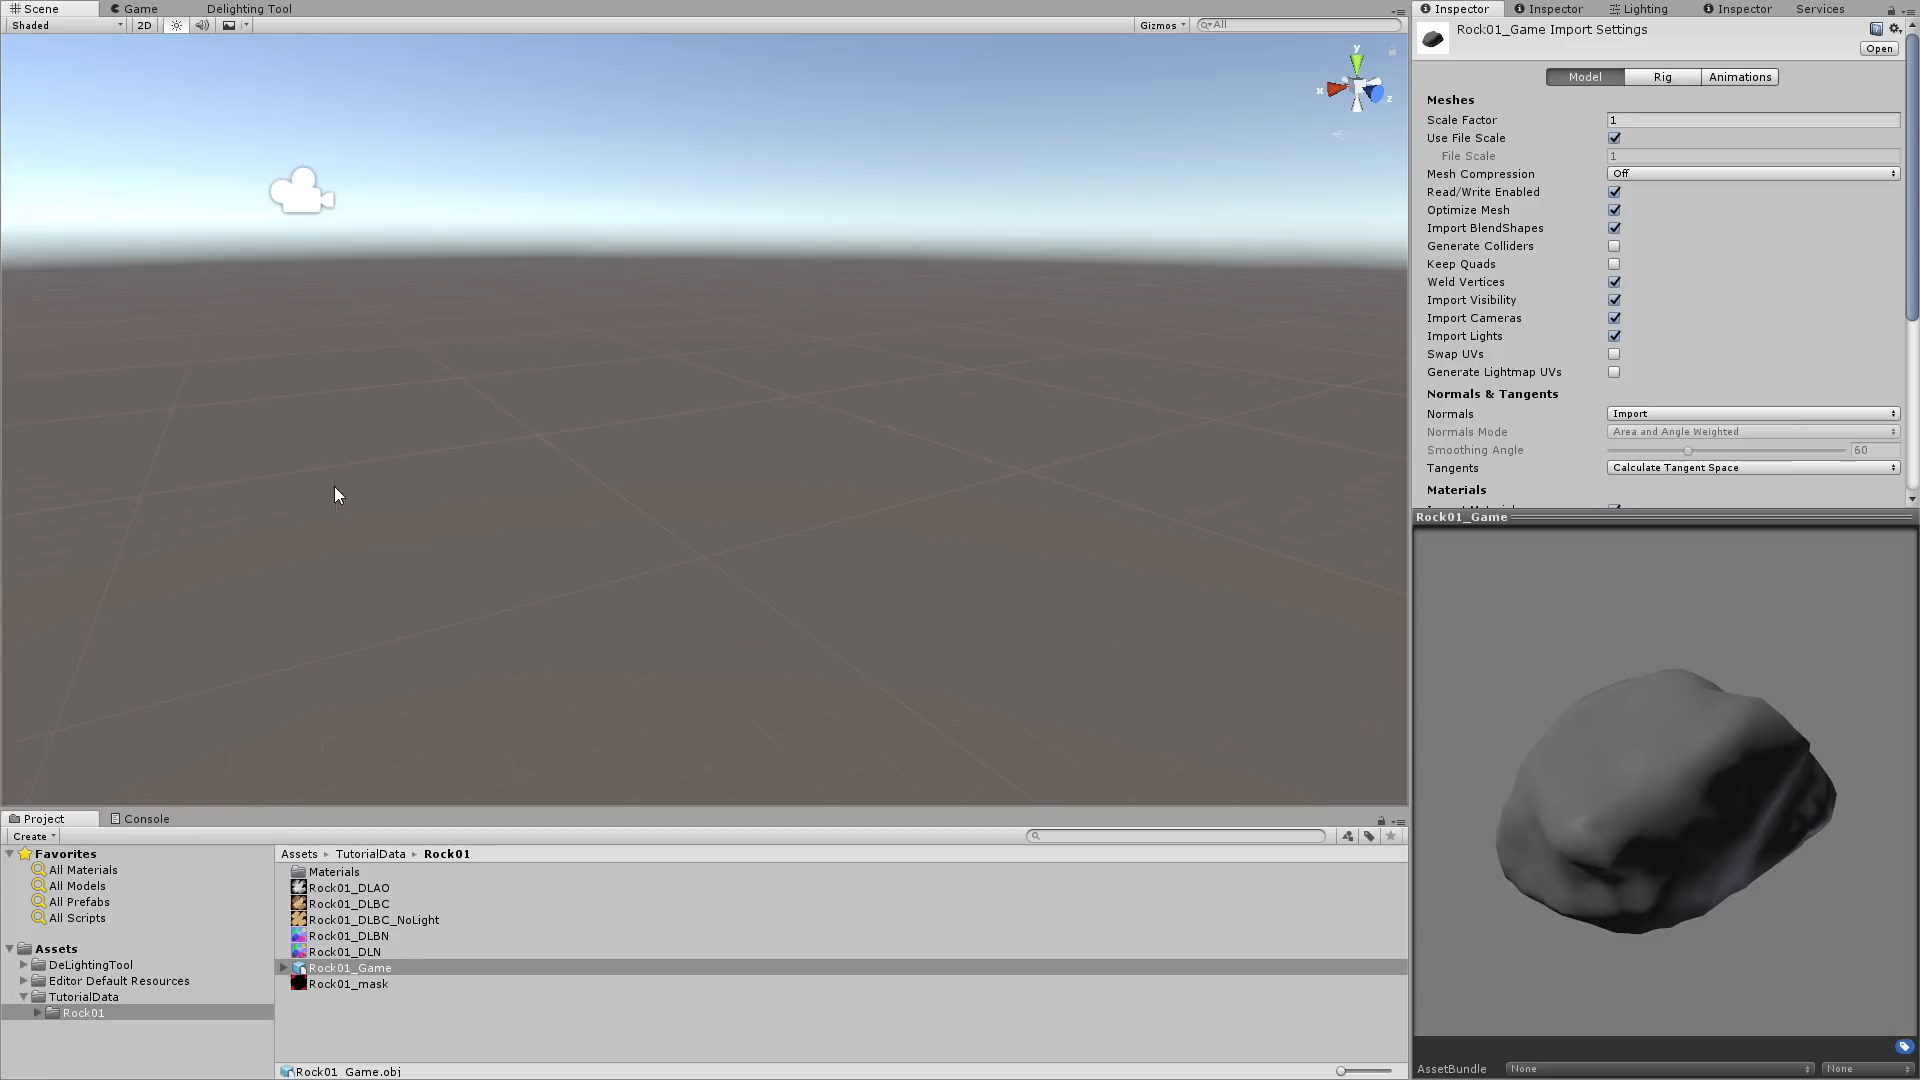 Scene Game Delighting Tool
Shaded 2D Gizmos All
y
x
z
Project Console
Create
Favorites
All Materials
All Models
All Prefabs
All Scripts
Assets
DeLightingTool
Editor Default Resources
TutorialData
Rock01
Assets TutorialData Rock01
Materials
Rock01_DLAO
Rock01_DLBC
Rock01_DLBC_NoLight
Rock01_DLBN
Rock01_DLN
Rock01_Game
Rock01_mask
Rock01_Game.obj
Inspector Inspector Lighting Inspector Services
Rock01_Game Import Settings
Open
Model Rig Animations
Meshes
Scale Factor 1
Use File Scale
File Scale 1
Mesh Compression Off
Read/Write Enabled
Optimize Mesh
Import BlendShapes
Generate Colliders
Keep Quads
Weld Vertices
Import Visibility
Import Cameras
Import Lights
Swap UVs
Generate Lightmap UVs
Normals & Tangents
Normals Import
Normals Mode Area and Angle Weighted
Smoothing Angle 60
Tangents Calculate Tangent Space
Materials
Rock01_Game
AssetBundle None None